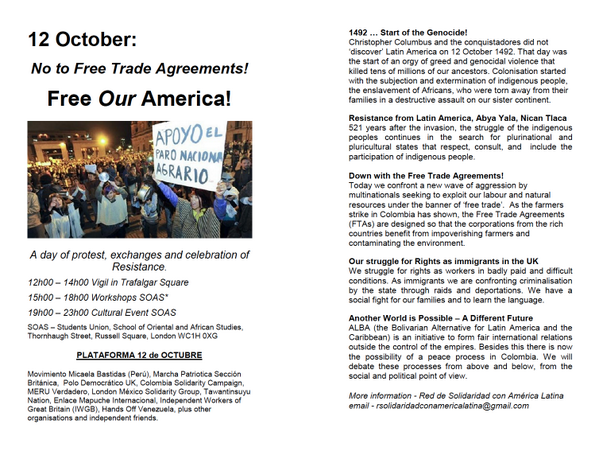 12 October:
No to Free Trade Agreements!
Free Our America!
APOYO EL
PARO NACIONA
AGRARIO
A day of protest, exchanges and celebration of
Resistance.
12h00 – 14h00 Vigil in Trafalgar Square
15h00 – 18h00 Workshops SOAS*
19h00 – 23h00 Cultural Event SOAS
SOAS – Students Union, School of Oriental and African Studies,
Thornhaugh Street, Russell Square, London WC1H 0XG
PLATAFORMA 12 de OCTUBRE
Movimiento Micaela Bastidas (Perú), Marcha Patriotica Sección
Británica, Polo Democrático UK, Colombia Solidarity Campaign,
MERU Verdadero, London México Solidarity Group, Tawantinsuyu
Nation, Enlace Mapuche Internacional, Independent Workers of
Great Britain (IWGB), Hands Off Venezuela, plus other
organisations and independent friends.
1492 … Start of the Genocide!
Christopher Columbus and the conquistadores did not
'discover' Latin America on 12 October 1492. That day was
the start of an orgy of greed and genocidal violence that
killed tens of millions of our ancestors. Colonisation started
with the subjection and extermination of indigenous people,
the enslavement of Africans, who were torn away from their
families in a destructive assault on our sister continent.
Resistance from Latin America, Abya Yala, Nican Tlaca
521 years after the invasion, the struggle of the indigenous
peoples continues in the search for plurinational and
pluricultural states that respect, consult, and include the
participation of indigenous people.
Down with the Free Trade Agreements!
Today we confront a new wave of aggression by
multinationals seeking to exploit our labour and natural
resources under the banner of 'free trade'. As the farmers
strike in Colombia has shown, the Free Trade Agreements
(FTAs) are designed so that the corporations from the rich
countries benefit from impoverishing farmers and
contaminating the environment.
Our struggle for Rights as immigrants in the UK
We struggle for rights as workers in badly paid and difficult
conditions. As immigrants we are confronting criminalisation
by the state through raids and deportations. We have a
social fight for our families and to learn the language.
Another World is Possible – A Different Future
ALBA (the Bolivarian Alternative for Latin America and the
Caribbean) is an initiative to form fair international relations
outside the control of the empires. Besides this there is now
the possibility of a peace process in Colombia. We will
debate these processes from above and below, from the
social and political point of view.
More information - Red de Solidaridad con América Latina
email - rsolidaridadconamericalatina@gmail.com